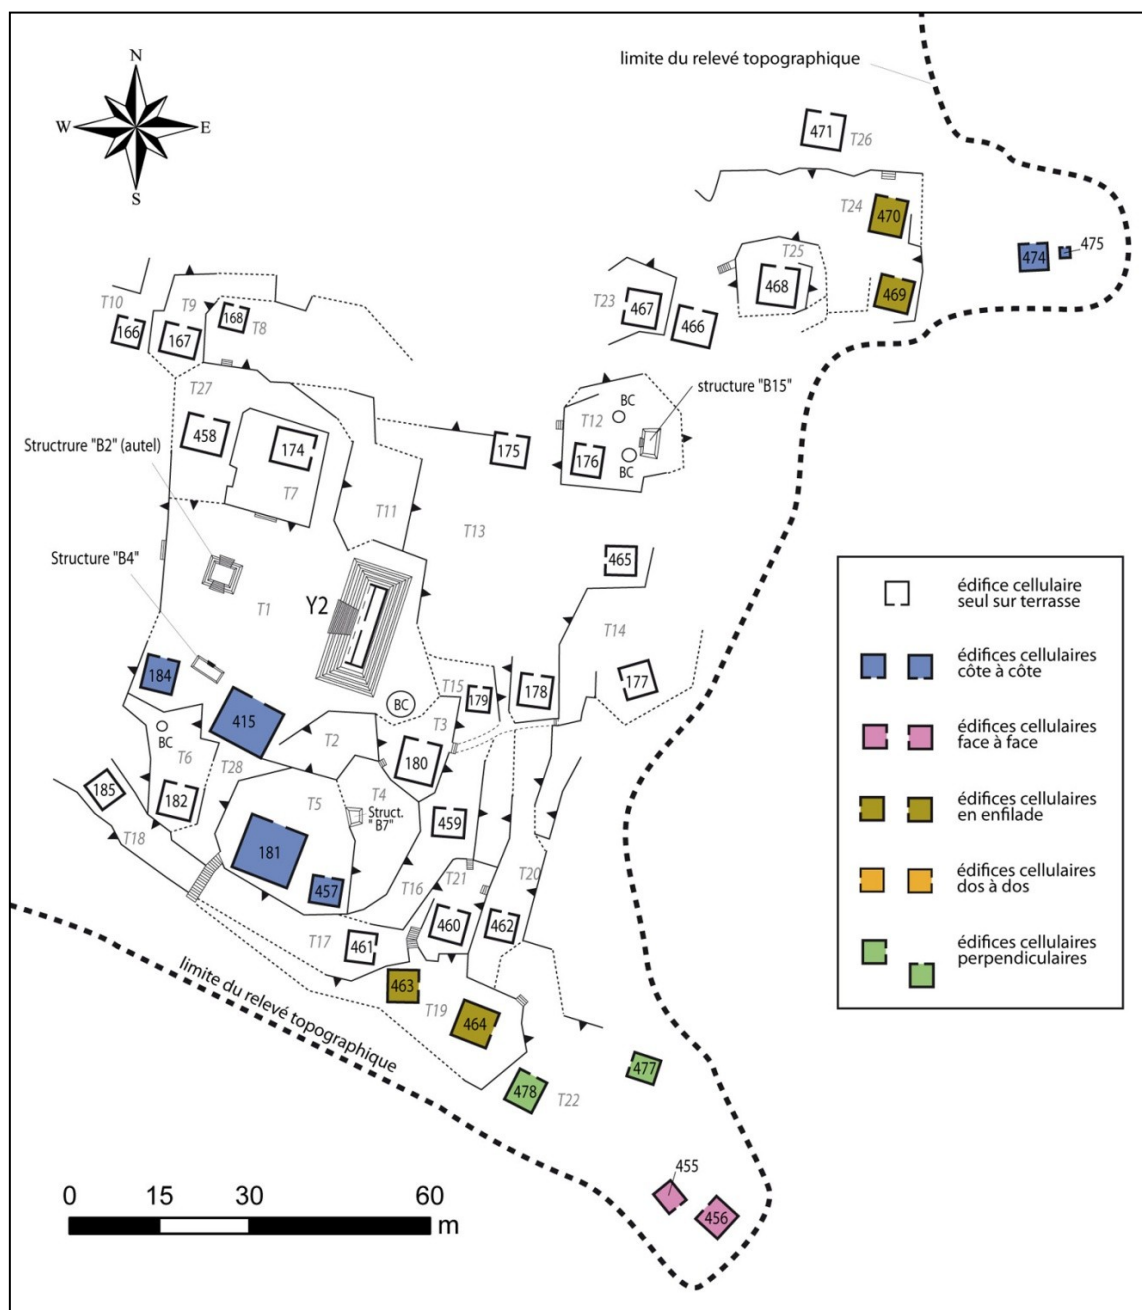 limite du relevé topographique
N
W E
S
471
T26
T24
470
474
475
T25
468
469
T23
467
466
T10
166
T9
167
168
T8
T27
458
174
T7
T11
175
T13
structure "B15"
BC
T12
176
BC
Structrure "B2" (autel)
Structure "B4"
T1
Y2
465
T14
177
184
415
BC
T15
179
178
T3
T2
180
BC
T6
T28
185
182
T18
T5
T4
Struct.
"B7"
459
181
457
T16
T21
T20
460
462
T17
461
463
T19
464
limite du relevé topographique
478
T22
477
455
456
0 15 30 60
m
édifice cellulaire
seul sur terrasse
édifices cellulaires
côte à côte
édifices cellulaires
face à face
édifices cellulaires
en enfilade
édifices cellulaires
dos à dos
édifices cellulaires
perpendiculaires